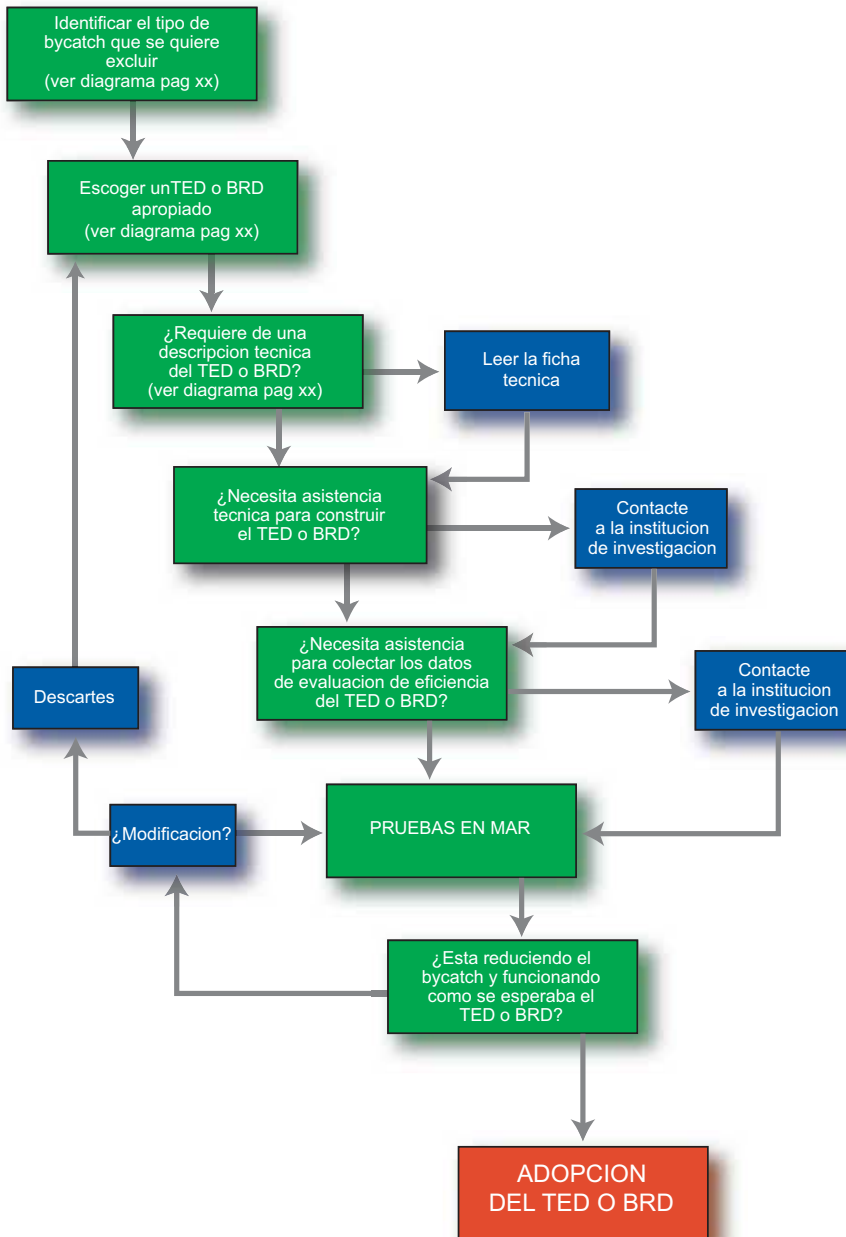 Identificar el tipo de
bycatch que se quiere
excluir
(ver diagrama pag xx)
Escoger unTED o BRD
apropiado
(ver diagrama pag xx)
¿Requiere de una
descripcion tecnica
del TED o BRD?
(ver diagrama pag xx)
Leer la ficha
tecnica
¿Necesita asistencia
tecnica para construir
el TED o BRD?
Contacte
a la institucion
de investigacion
¿Necesita asistencia
para colectar los datos
de evaluacion de eficiencia
del TED o BRD?
Contacte
a la institucion
de investigacion
Descartes
¿Modificacion?
PRUEBAS EN MAR
¿Esta reduciendo el
bycatch y funcionando
como se esperaba el
TED o BRD?
ADOPCION
DEL TED O BRD